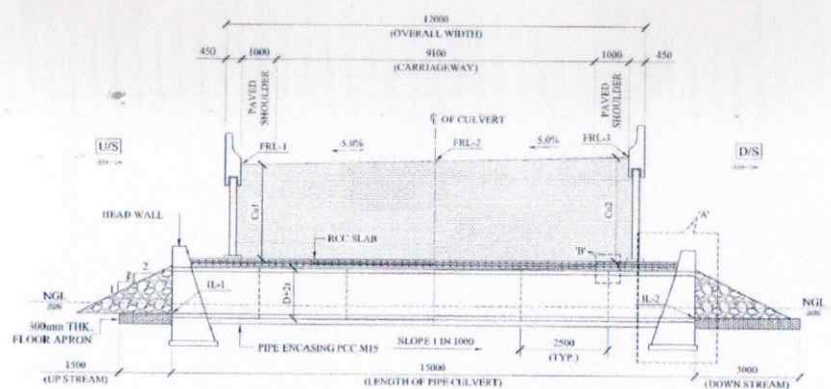 12000
(OVERALL WIDTH)
450
1000
9100
1000
450
(CARRIAGEWAY)
PAVED
SHOULDER
PAVED
SHOULDER
℄ OF CULVERT
U/S
D/S
FRL-1
5.0%
FRL-2
5.0%
FRL-3
HEAD WALL
Cu1
Cu2
'A'
RCC SLAB
'B'
2
1
IL-1
D+2t
IL-2
NGL
NGL
300mm THK.
FLOOR APRON
PIPE ENCASING PCC M15
SLOPE 1 IN 1000
2500
(TYP.)
1500
15000
3000
(UP STREAM)
(LENGTH OF PIPE CULVERT)
(DOWN STREAM)